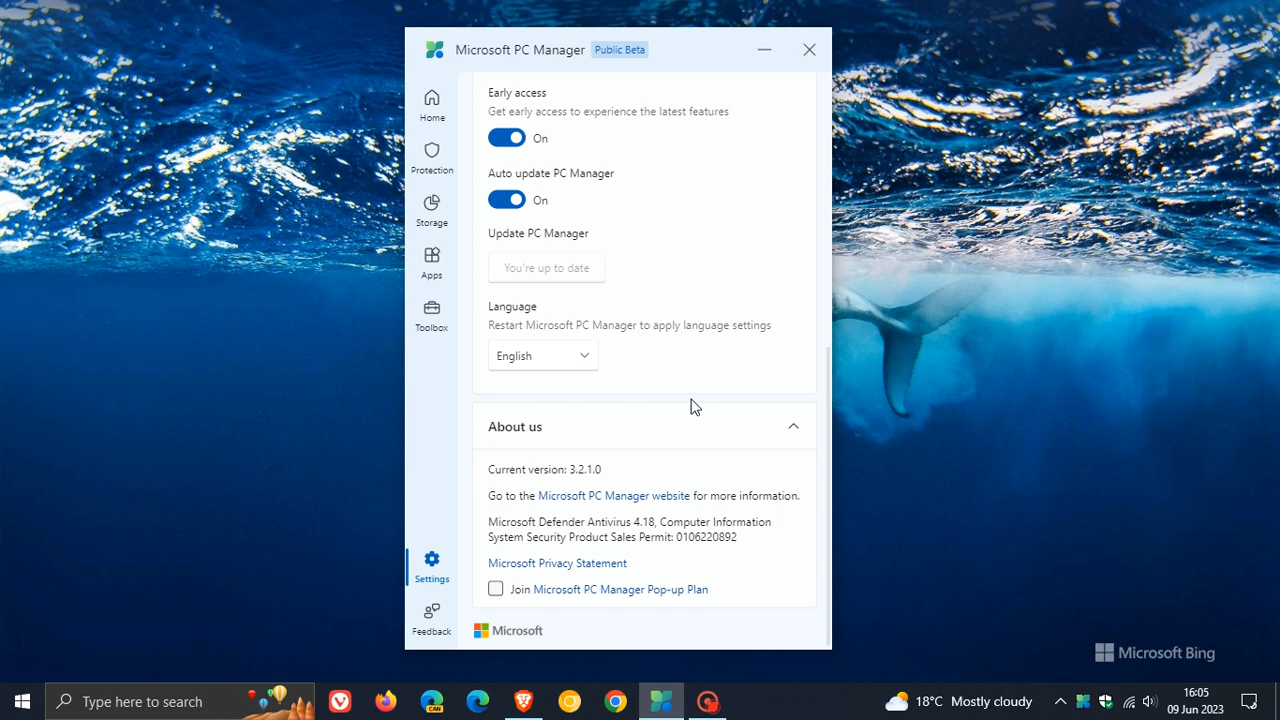 Microsoft PC Manager Public Beta
Home
Protection
Storage
Apps
Toolbox
Settings
Feedback
Early access
Get early access to experience the latest features
On
Auto update PC Manager
On
Update PC Manager
You're up to date
Language
Restart Microsoft PC Manager to apply language settings
English
About us
Current version: 3.2.1.0
Go to the Microsoft PC Manager website for more information.
Microsoft Defender Antivirus 4.18, Computer Information
System Security Product Sales Permit: 0106220892
Microsoft Privacy Statement
Join Microsoft PC Manager Pop-up Plan
Microsoft
Microsoft Bing
Type here to search
CAN
18°C Mostly cloudy
16:05
09 Jun 2023